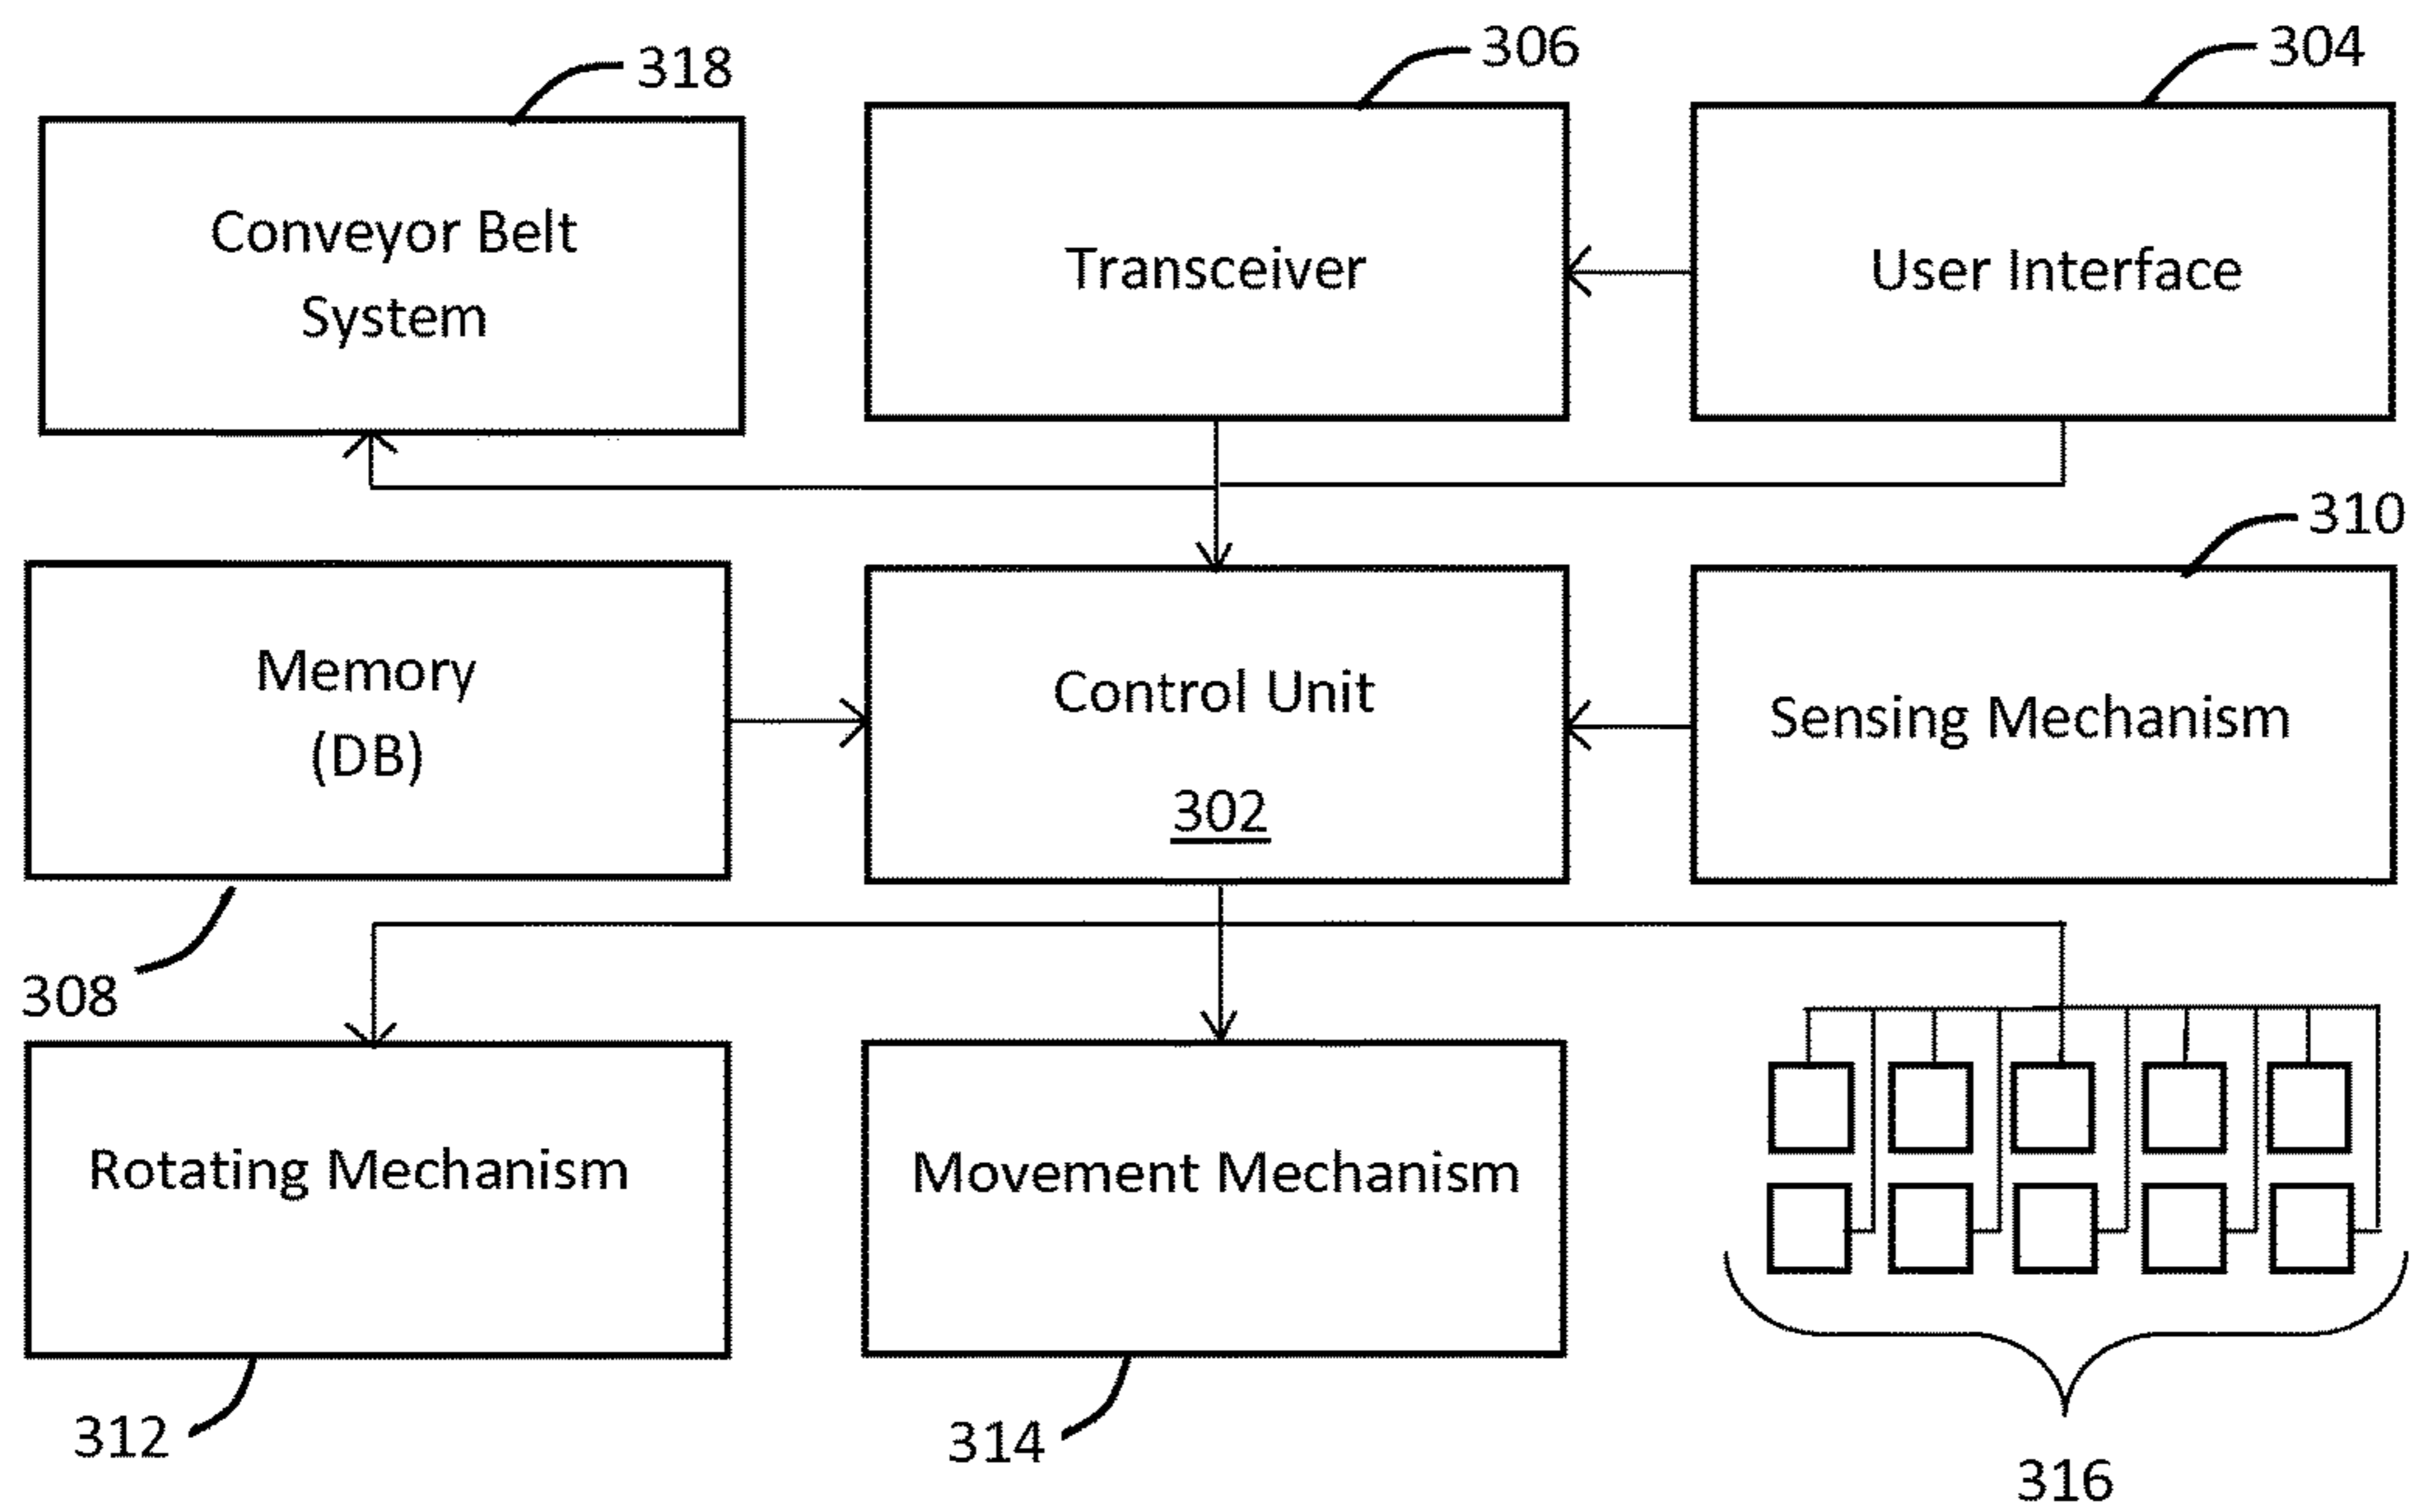 318
306
304
Conveyor Belt
System
Transceiver
User Interface
310
Memory
(DB)
Control Unit
302
Sensing Mechanism
308
Rotating Mechanism
Movement Mechanism
312
314
316